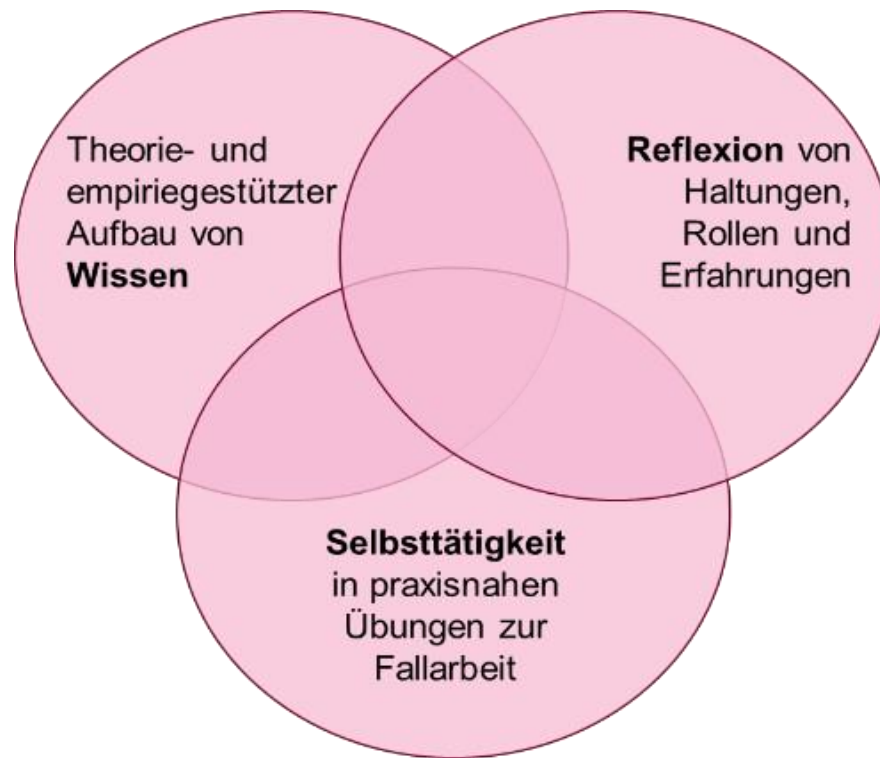 Theorie- und
empiriegestützter
Aufbau von
Wissen
Reflexion von
Haltungen,
Rollen und
Erfahrungen
Selbsttätigkeit
in praxisnahen
Übungen zur
Fallarbeit